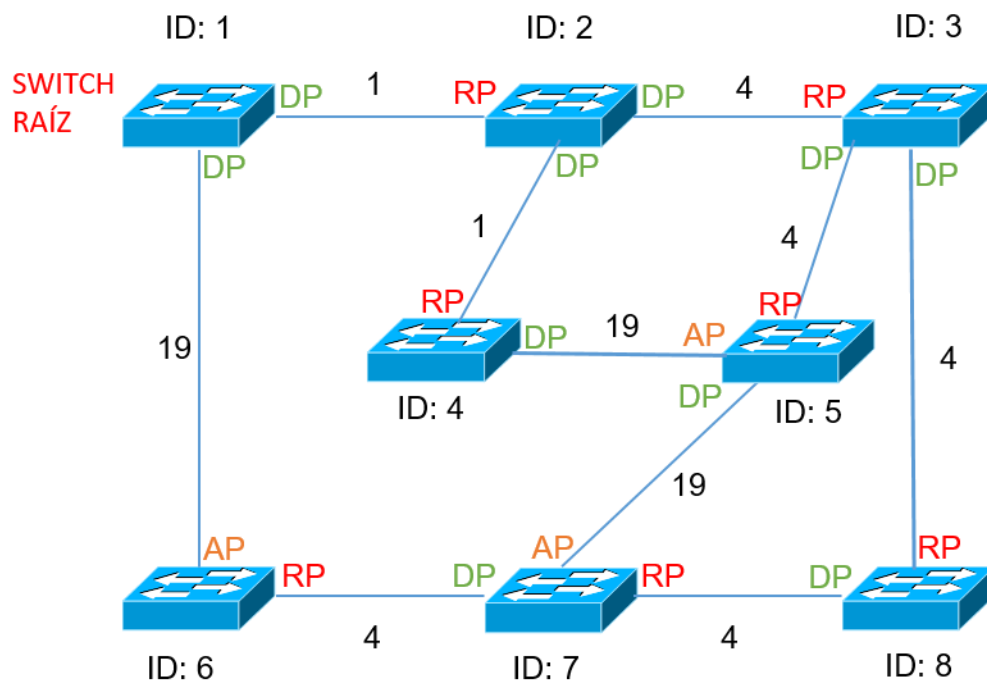 ID: 1
ID: 2
ID: 3
SWITCH
RAÍZ
DP
1
RP
DP
4
RP
DP
DP
DP
DP
1
4
RP
RP
19
DP
19
AP
4
DP
ID: 4
ID: 5
19
AP
AP
RP
RP
DP
RP
DP
4
4
ID: 6
ID: 7
ID: 8